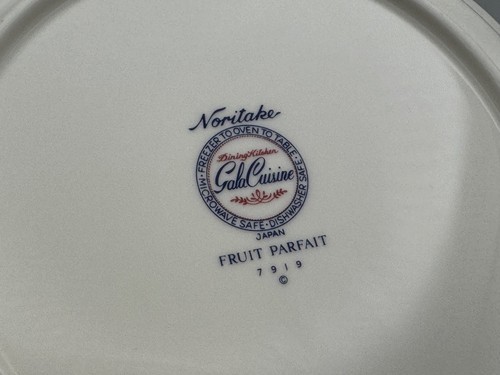 Noritake
FREEZER TO OVEN TO TABLE · MICROWAVE SAFE · DISHWASHER SAFE ·
Dining Kitchen
Gala Cuisine
JAPAN
FRUIT PARFAIT
7919
©